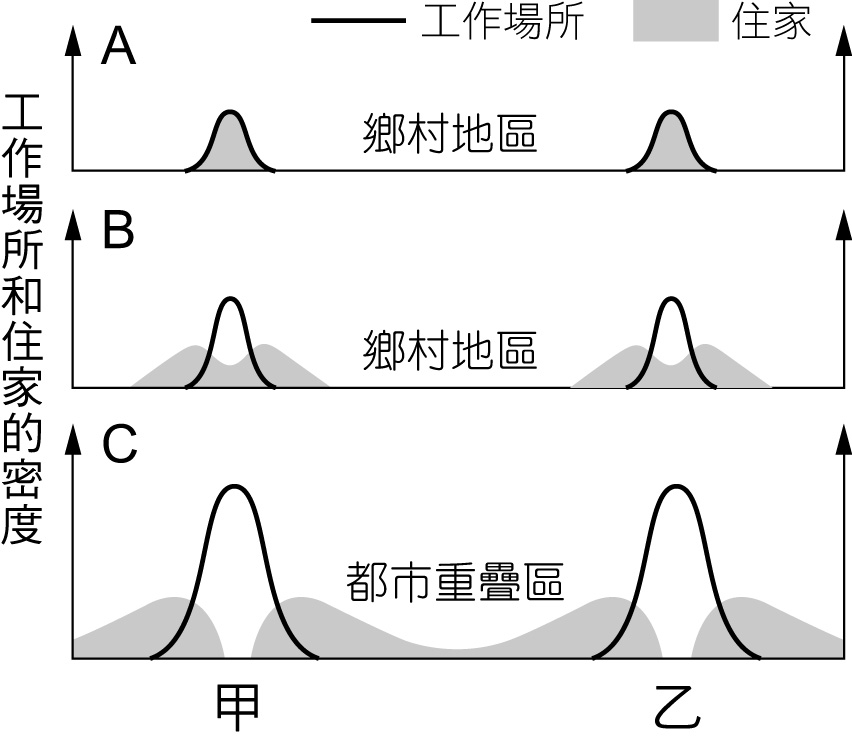 工作場所 住家
A
鄉村地區
B
鄉村地區
C
都市重疊區
甲 乙
工作場所和住家的密度